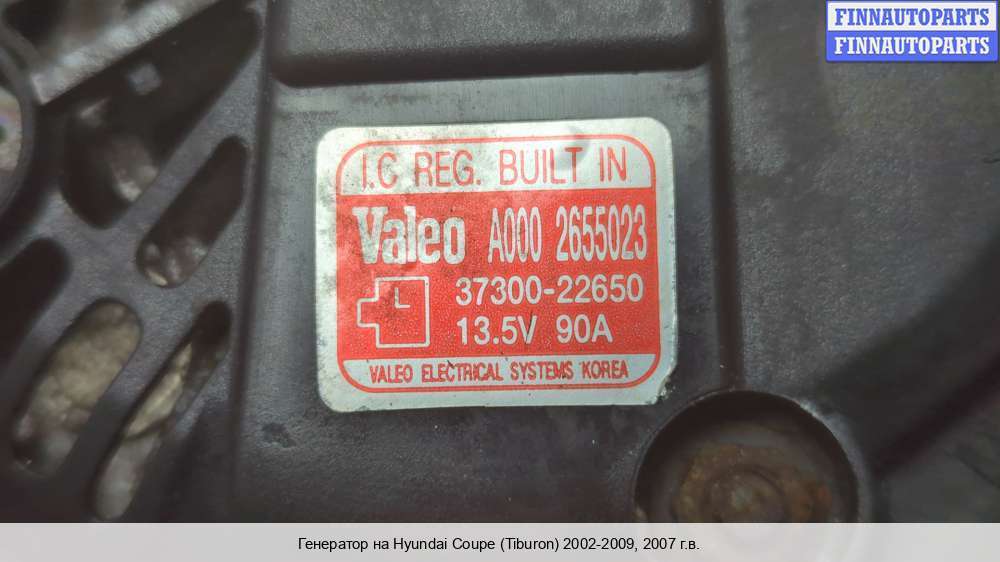 FINNAUTOPARTS
FINNAUTOPARTS
I.C REG. BUILT IN
Valeo A000 2655023
L 37300-22650
13.5V 90A
VALEO ELECTRICAL SYSTEMS KOREA
Генератор на Hyundai Coupe (Tiburon) 2002-2009, 2007 г.в.